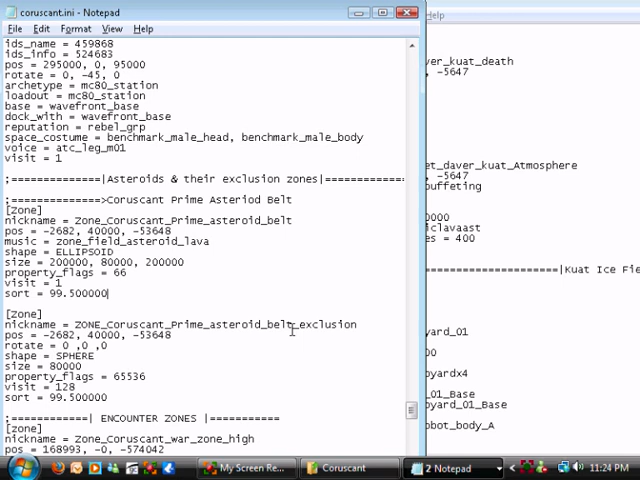 coruscant.ini - Notepad
File Edit Format View Help
ids_name = 459868
ids_info = 524683
pos = 295000, 0, 95000
rotate = 0, -45, 0
archetype = mc80_station
loadout = mc80_station
base = wavefront_base
dock_with = wavefront_base
reputation = rebel_grp
space_costume = benchmark_male_head, benchmark_male_body
voice = atc_leg_m01
visit = 1
;==============|Asteroids & their exclusion zones|============
;==============>Coruscant Prime Asteriod Belt
[Zone]
nickname = ZONE_Coruscant_Prime_asteroid_belt
pos = -2682, 40000, -53648
music = zone_field_asteroid_lava
shape = ELLIPSOID
size = 200000, 80000, 200000
property_flags = 66
visit = 1
sort = 99.500000
[Zone]
nickname = ZONE_Coruscant_Prime_asteroid_belt_exclusion
pos = -2682, 40000, -53648
rotate = 0 ,0 ,0
shape = SPHERE
size = 80000
property_flags = 65536
visit = 128
sort = 99.500000
;============| ENCOUNTER ZONES |===========
[Zone]
nickname = Zone_Coruscant_war_zone_high
pos = 168993, -0, -574042
Help
ver_kuat_death
, -5647
et_daver_kuat_Atmosphere
, -5647
buffeting
0000
iclavaast
es = 400
=====================|Kuat Ice Fie
yard_01
00
oyardx4
_01_Base
oyard_01_Base
obot_body_A
My Screen Re...
Coruscant
2 Notepad
11:24 PM